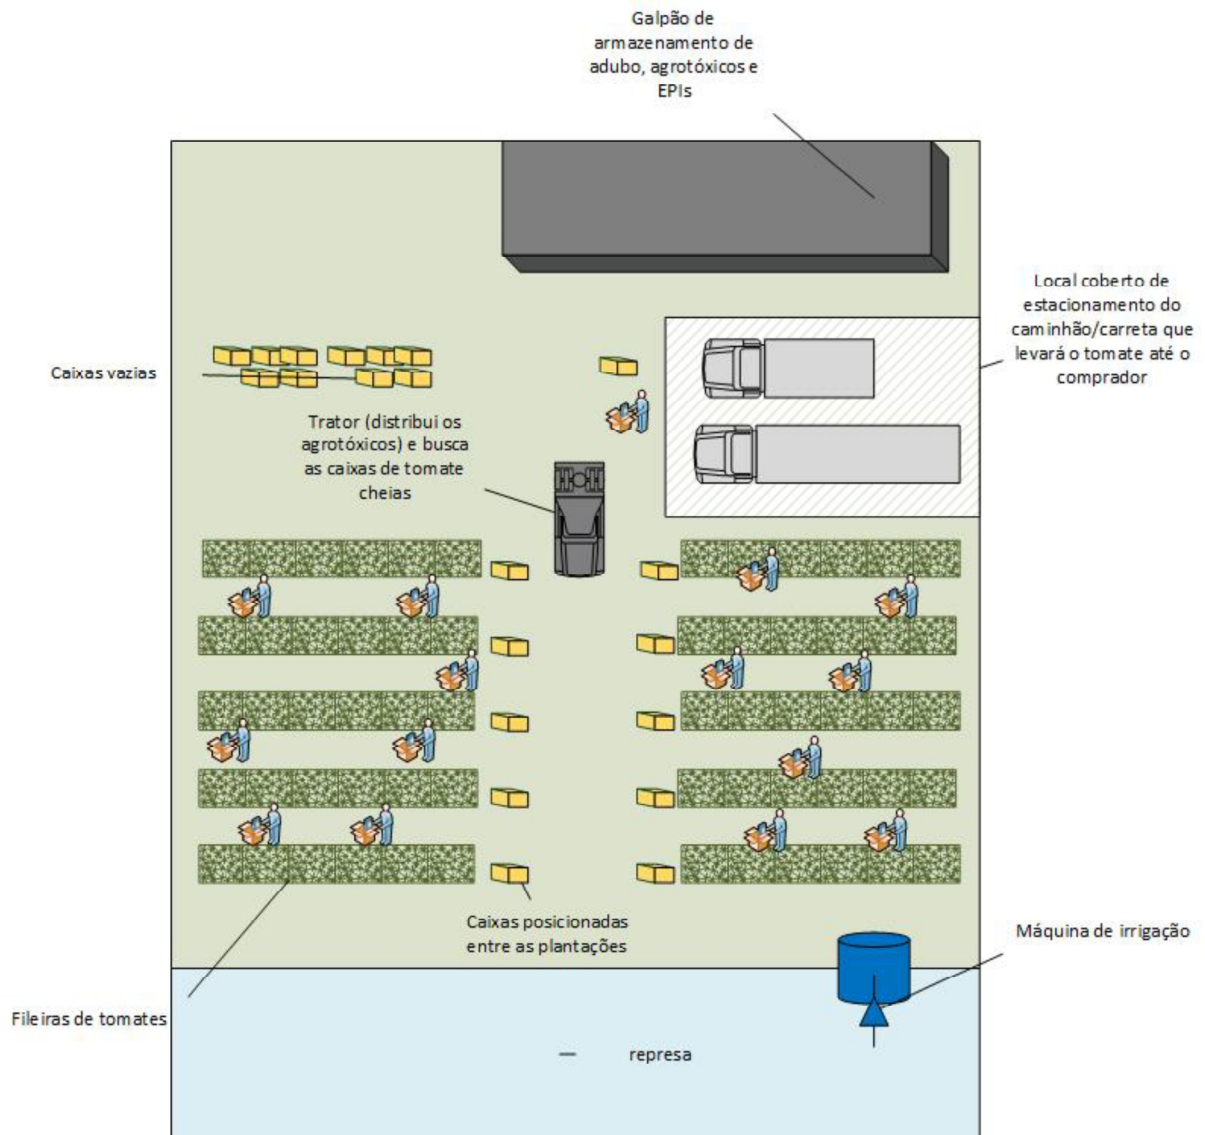 Galpão de
armazenamento de
adubo, agrotóxicos e
EPIs
Local coberto de
estacionamento do
caminhão/carreta que
levará o tomate até o
comprador
Caixas vazias
Trator (distribui os
agrotóxicos) e busca
as caixas de tomate
cheias
Caixas posicionadas
entre as plantações
Máquina de irrigação
Fileiras de tomates
represa